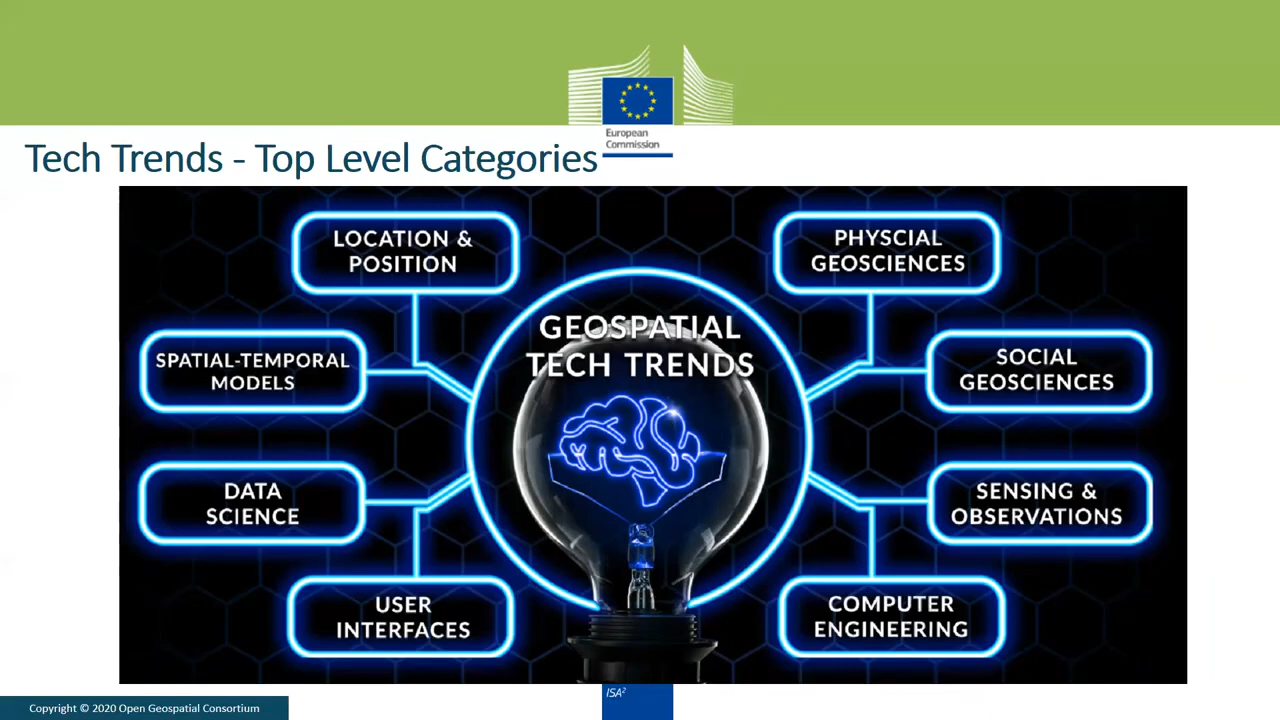 European
Commission
Tech Trends - Top Level Categories
LOCATION &
POSITION
PHYSCIAL
GEOSCIENCES
GEOSPATIAL
TECH TRENDS
SPATIAL-TEMPORAL
MODELS
SOCIAL
GEOSCIENCES
DATA
SCIENCE
SENSING &
OBSERVATIONS
USER
INTERFACES
COMPUTER
ENGINEERING
ISA²
Copyright © 2020 Open Geospatial Consortium